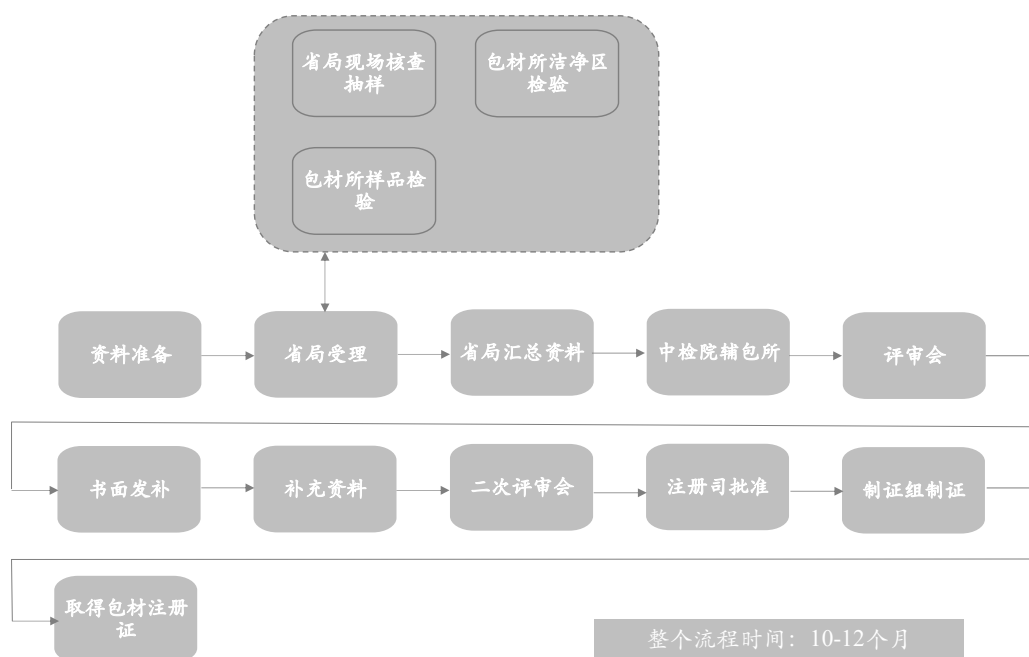 省局现场核查
抽样
包材所洁净区
检验
包材所样品检
验
资料准备
省局受理
省局汇总资料
中检院辅包所
评审会
书面发补
补充资料
二次评审会
注册司批准
制证组制证
取得包材注册
证
整个流程时间：10-12个月